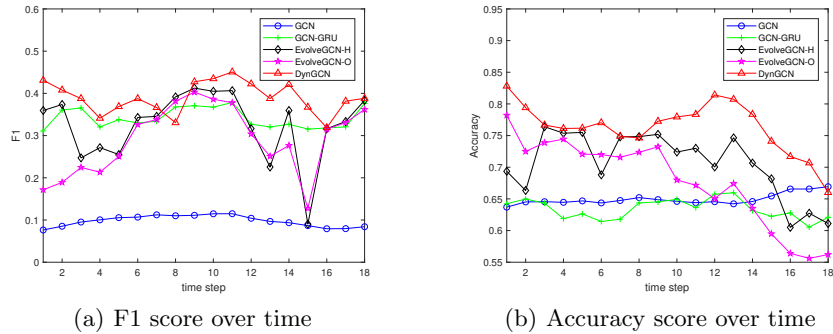 0.6
0.5
0.4
0.3
0.2
0.1
0
F1
2 4 6 8 10 12 14 16 18
time step
GCN
GCN-GRU
EvolveGCN-H
EvolveGCN-O
DynGCN
(a) F1 score over time
0.95
0.9
0.85
0.8
0.75
0.7
0.65
0.6
0.55
Accuracy
2 4 6 8 10 12 14 16 18
time step
GCN
GCN-GRU
EvolveGCN-H
EvolveGCN-O
DynGCN
(b) Accuracy score over time